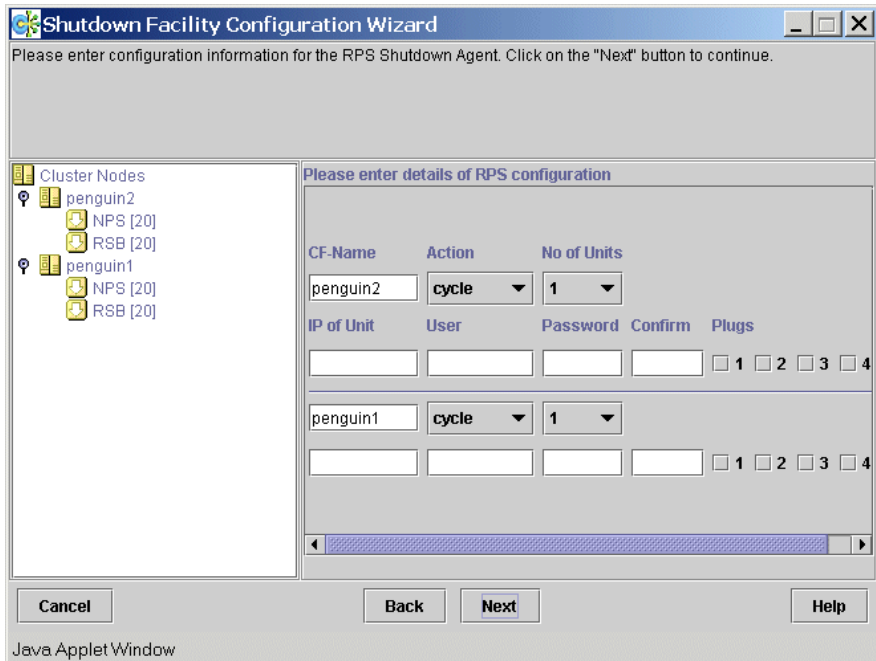 Shutdown Facility Configuration Wizard
Please enter configuration information for the RPS Shutdown Agent. Click on the "Next" button to continue.
Cluster Nodes
penguin2
NPS [20]
RSB [20]
penguin1
NPS [20]
RSB [20]
Please enter details of RPS configuration
CF-Name Action No of Units
penguin2 cycle 1
IP of Unit User Password Confirm Plugs
1 2 3 4
penguin1 cycle 1
1 2 3 4
Cancel Back Next Help
Java Applet Window